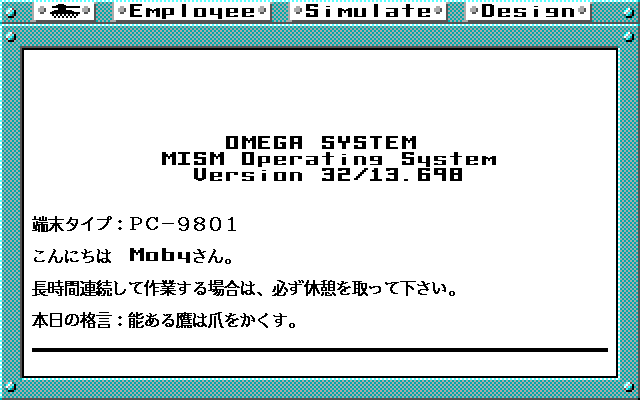 Employee Simulate Design
OMEGA SYSTEM
MISM Operating System
Version 32/13.698
端末タイプ：ＰＣ－９８０１
こんにちは　Mobyさん。
長時間連続して作業する場合は、必ず休憩を取って下さい。
本日の格言：能ある鷹は爪をかくす。